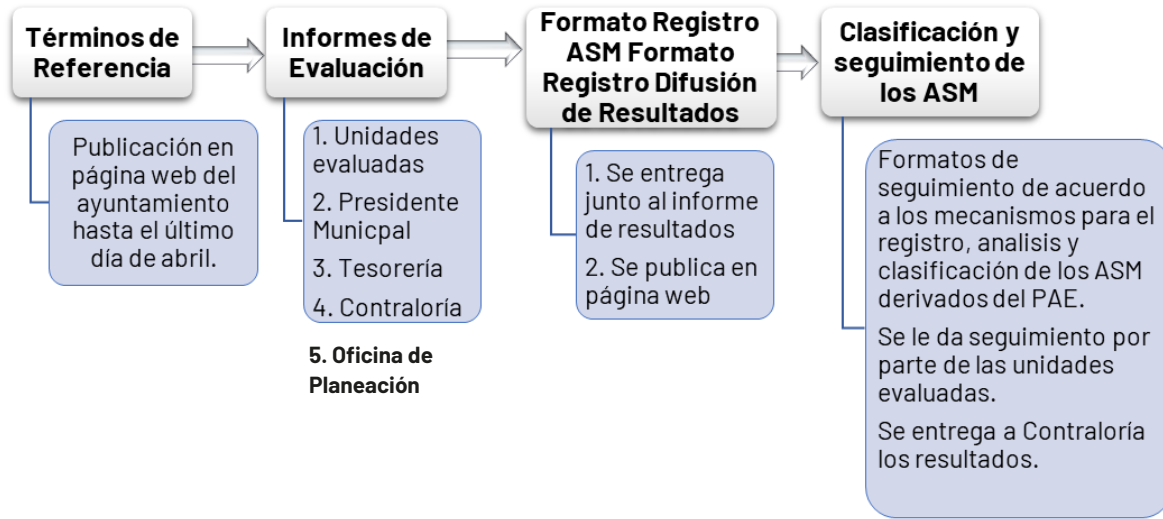 Términos de
Referencia
Publicación en
página web del
ayuntamiento
hasta el último
día de abril.
Informes de
Evaluación
1. Unidades
evaluadas
2. Presidente
Municpal
3. Tesorería
4. Contraloría
5. Oficina de
Planeación
Formato Registro
ASM Formato
Registro Difusión
de Resultados
1. Se entrega
junto al informe
de resultados
2. Se publica en
página web
Clasificación y
seguimiento de
los ASM
Formatos de
seguimiento de acuerdo
a los mecanismos para el
registro, analisis y
clasificación de los ASM
derivados del PAE.
Se le da seguimiento por
parte de las unidades
evaluadas.
Se entrega a Contraloría
los resultados.